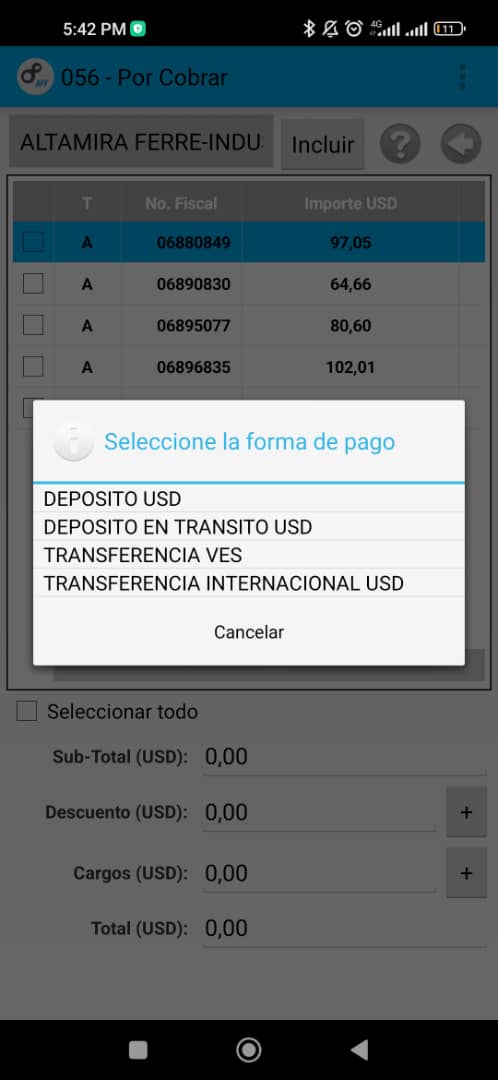 5:42 PM
4G
11
056 - Por Cobrar
ALTAMIRA FERRE-INDU
Incluir
T No. Fiscal Importe USD
A 06880849 97,05
A 06890830 64,66
A 06895077 80,60
A 06896835 102,01
Seleccione la forma de pago
DEPOSITO USD
DEPOSITO EN TRANSITO USD
TRANSFERENCIA VES
TRANSFERENCIA INTERNACIONAL USD
Cancelar
Seleccionar todo
Sub-Total (USD): 0,00
Descuento (USD): 0,00 +
Cargos (USD): 0,00 +
Total (USD): 0,00